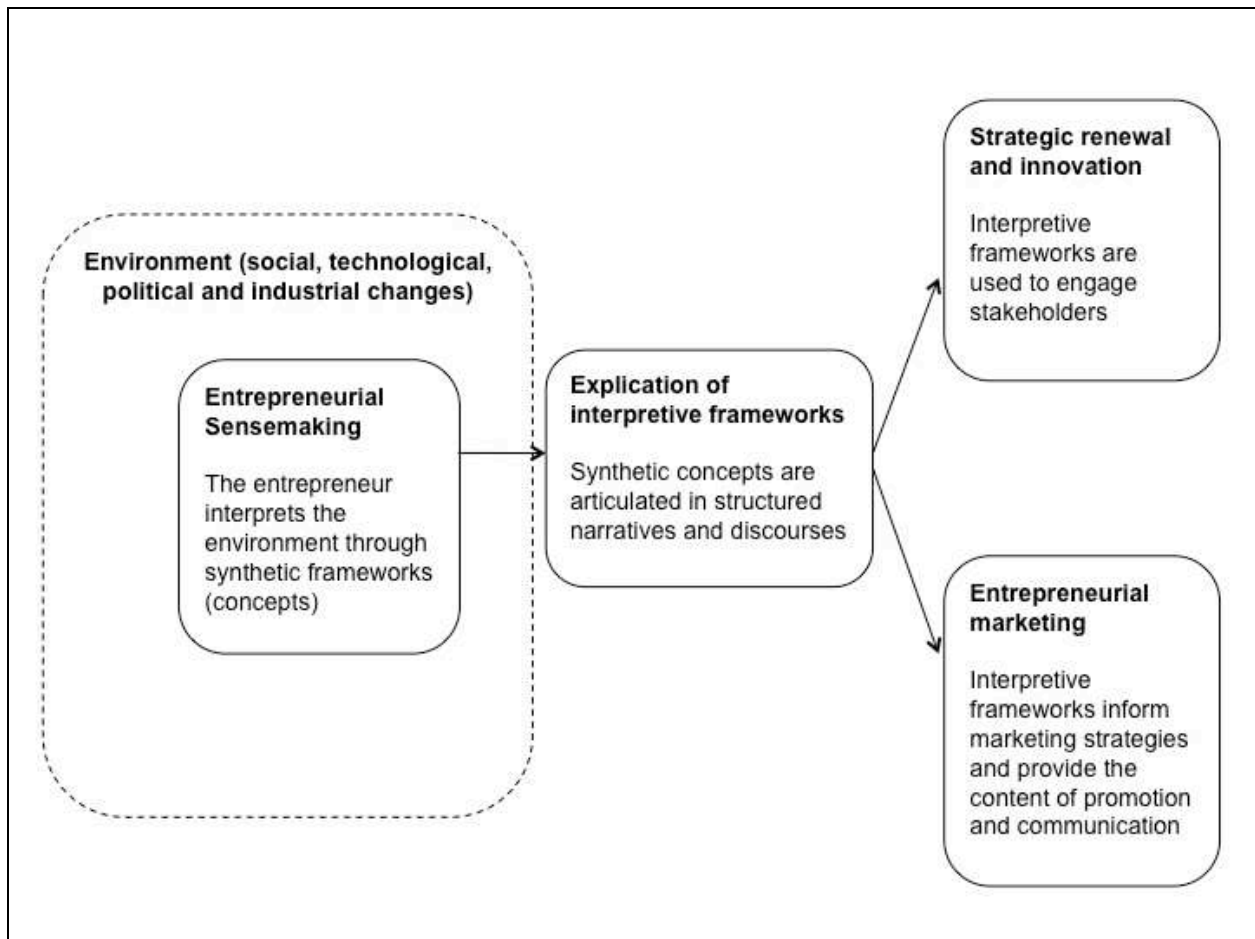 Environment (social, technological,
political and industrial changes)
Entrepreneurial
Sensemaking
The entrepreneur
interprets the
environment through
synthetic frameworks
(concepts)
Explication of
interpretive frameworks
Synthetic concepts are
articulated in structured
narratives and discourses
Strategic renewal
and innovation
Interpretive
frameworks are
used to engage
stakeholders
Entrepreneurial
marketing
Interpretive
frameworks inform
marketing strategies
and provide the
content of promotion
and communication